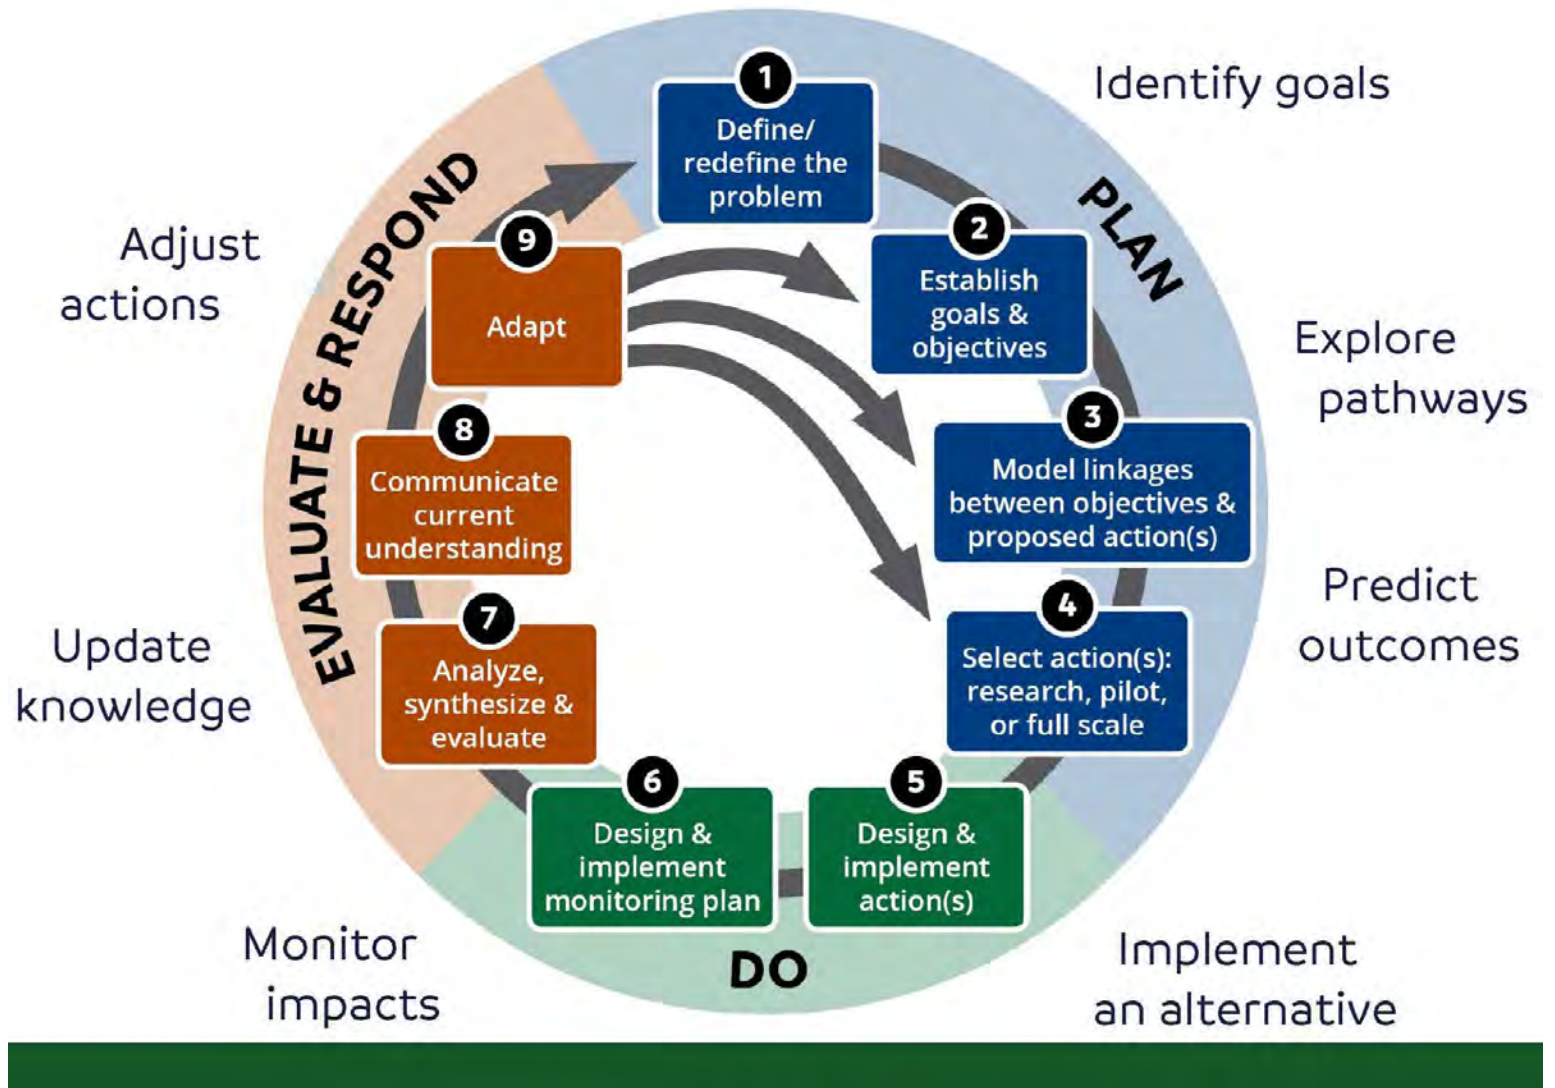 1
Define/
redefine the
problem
2
Establish
goals &
objectives
3
Model linkages
between objectives &
proposed action(s)
4
Select action(s):
research, pilot,
or full scale
5
Design &
implement
action(s)
6
Design &
implement
monitoring plan
7
Analyze,
synthesize &
evaluate
8
Communicate
current
understanding
9
Adapt
PLAN
DO
EVALUATE & RESPOND
Identify goals
Explore
pathways
Predict
outcomes
Implement
an alternative
Monitor
impacts
Update
knowledge
Adjust
actions